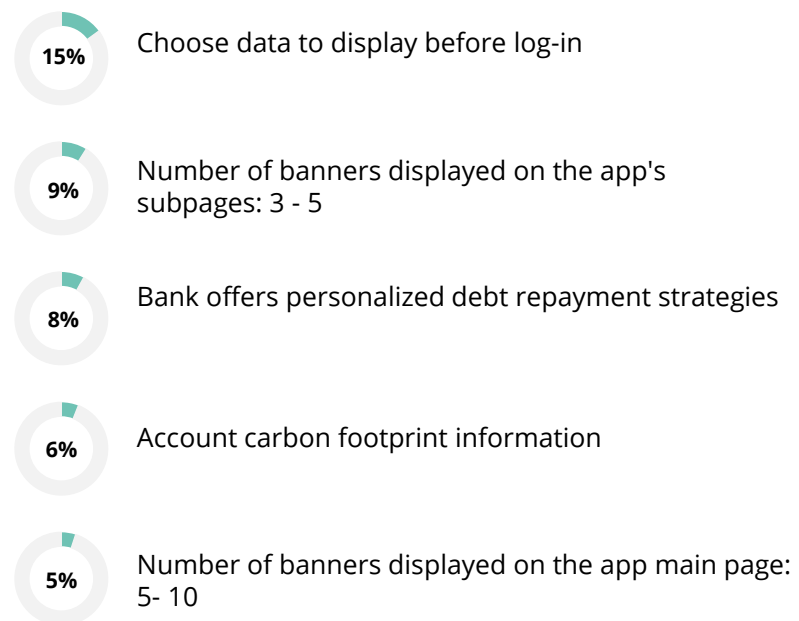 15%
Choose data to display before log-in
9%
Number of banners displayed on the app's
subpages: 3 - 5
8%
Bank offers personalized debt repayment strategies
6%
Account carbon footprint information
5%
Number of banners displayed on the app main page:
5- 10